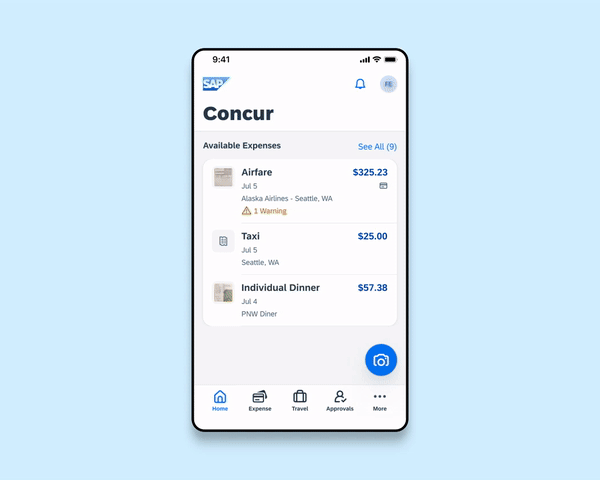 9:41
SAP
Concur
Available Expenses
See All (9)
Airfare
$325.23
Jul 5
Alaska Airlines - Seattle, WA
1 Warning
Taxi
$25.00
Jul 5
Seattle, WA
Individual Dinner
$57.38
Jul 4
PNW Diner
Home
Expense
Travel
Approvals
More